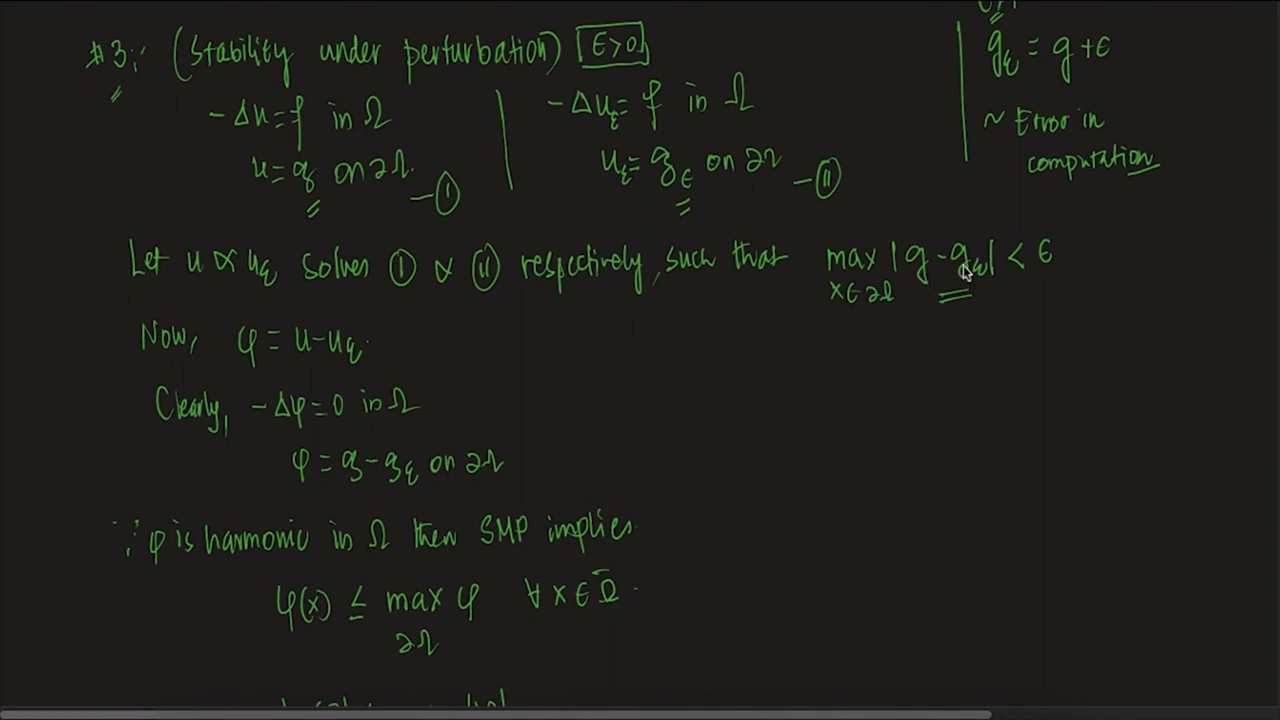 #3: (Stability under perturbation) ε>0
-Δu=f in Ω
u=g on ∂Ω. —Ⓘ
-Δu_ε=f in Ω
u_ε=g_ε on ∂Ω —Ⓘⓘ
g_ε = g+ε
~ Error in
computation
Let u & u_ε solves Ⓘ & Ⓘⓘ respectively, such that max |g-g_ε| < ε
x∈∂Ω
Now, φ = u-u_ε.
Clearly, -Δφ=0 in Ω
φ = g-g_ε on ∂Ω
∵ φ is harmonic in Ω then SMP implies
φ(x) ≤ max φ ∀ x∈Ω̄.
∂Ω